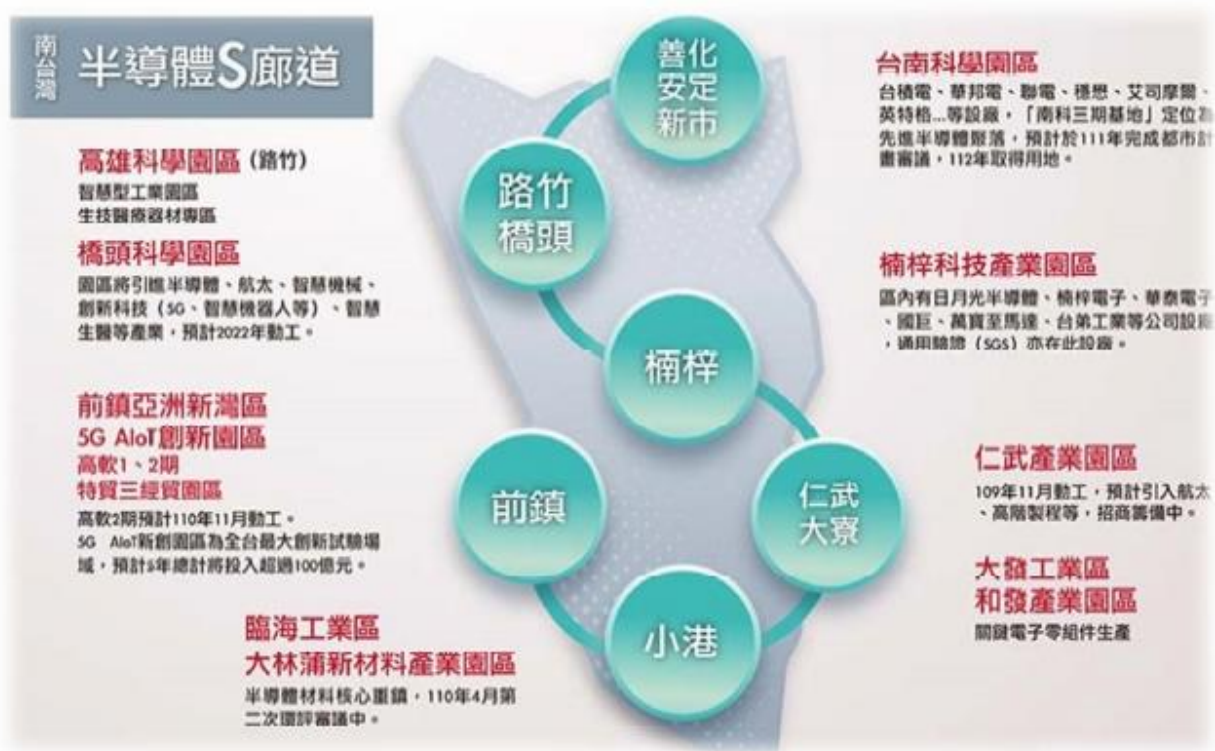 南台灣
半導體S廊道
善化
安定
新市
路竹
橋頭
楠梓
前鎮
仁武
大寮
小港
高雄科學園區(路竹)
智慧型工業園區
生技醫療器材專區
橋頭科學園區
園區將引進半導體、航太、智慧機械、
創新科技(5G、智慧機器人等)、智慧
生醫等產業,預計2022年動工。
前鎮亞洲新灣區
5G AIoT創新園區
高軟1、2期
特貿三經貿園區
高軟2期預計110年11月動工。
5G AIoT新創園區為全台最大創新試驗場
域,預計5年總計將投入超過100億元。
臨海工業區
大林蒲新材料產業園區
半導體材料核心重鎮,110年4月第
二次環評審議中。
台南科學園區
台積電、華邦電、聯電、穩懋、艾司摩爾、
英特格...等設廠,「南科三期基地」定位為
先進半導體聚落,預計於111年完成都市計
畫審議,112年取得用地。
楠梓科技產業園區
區內有日月光半導體、楠梓電子、華泰電子
、國巨、萬寶至馬達、台弟工業等公司設廠
,通用驗證(SGS)亦在此設廠。
仁武產業園區
109年11月動工,預計引入航太
、高階製程等,招商籌備中。
大發工業區
和發產業園區
關鍵電子零組件生產